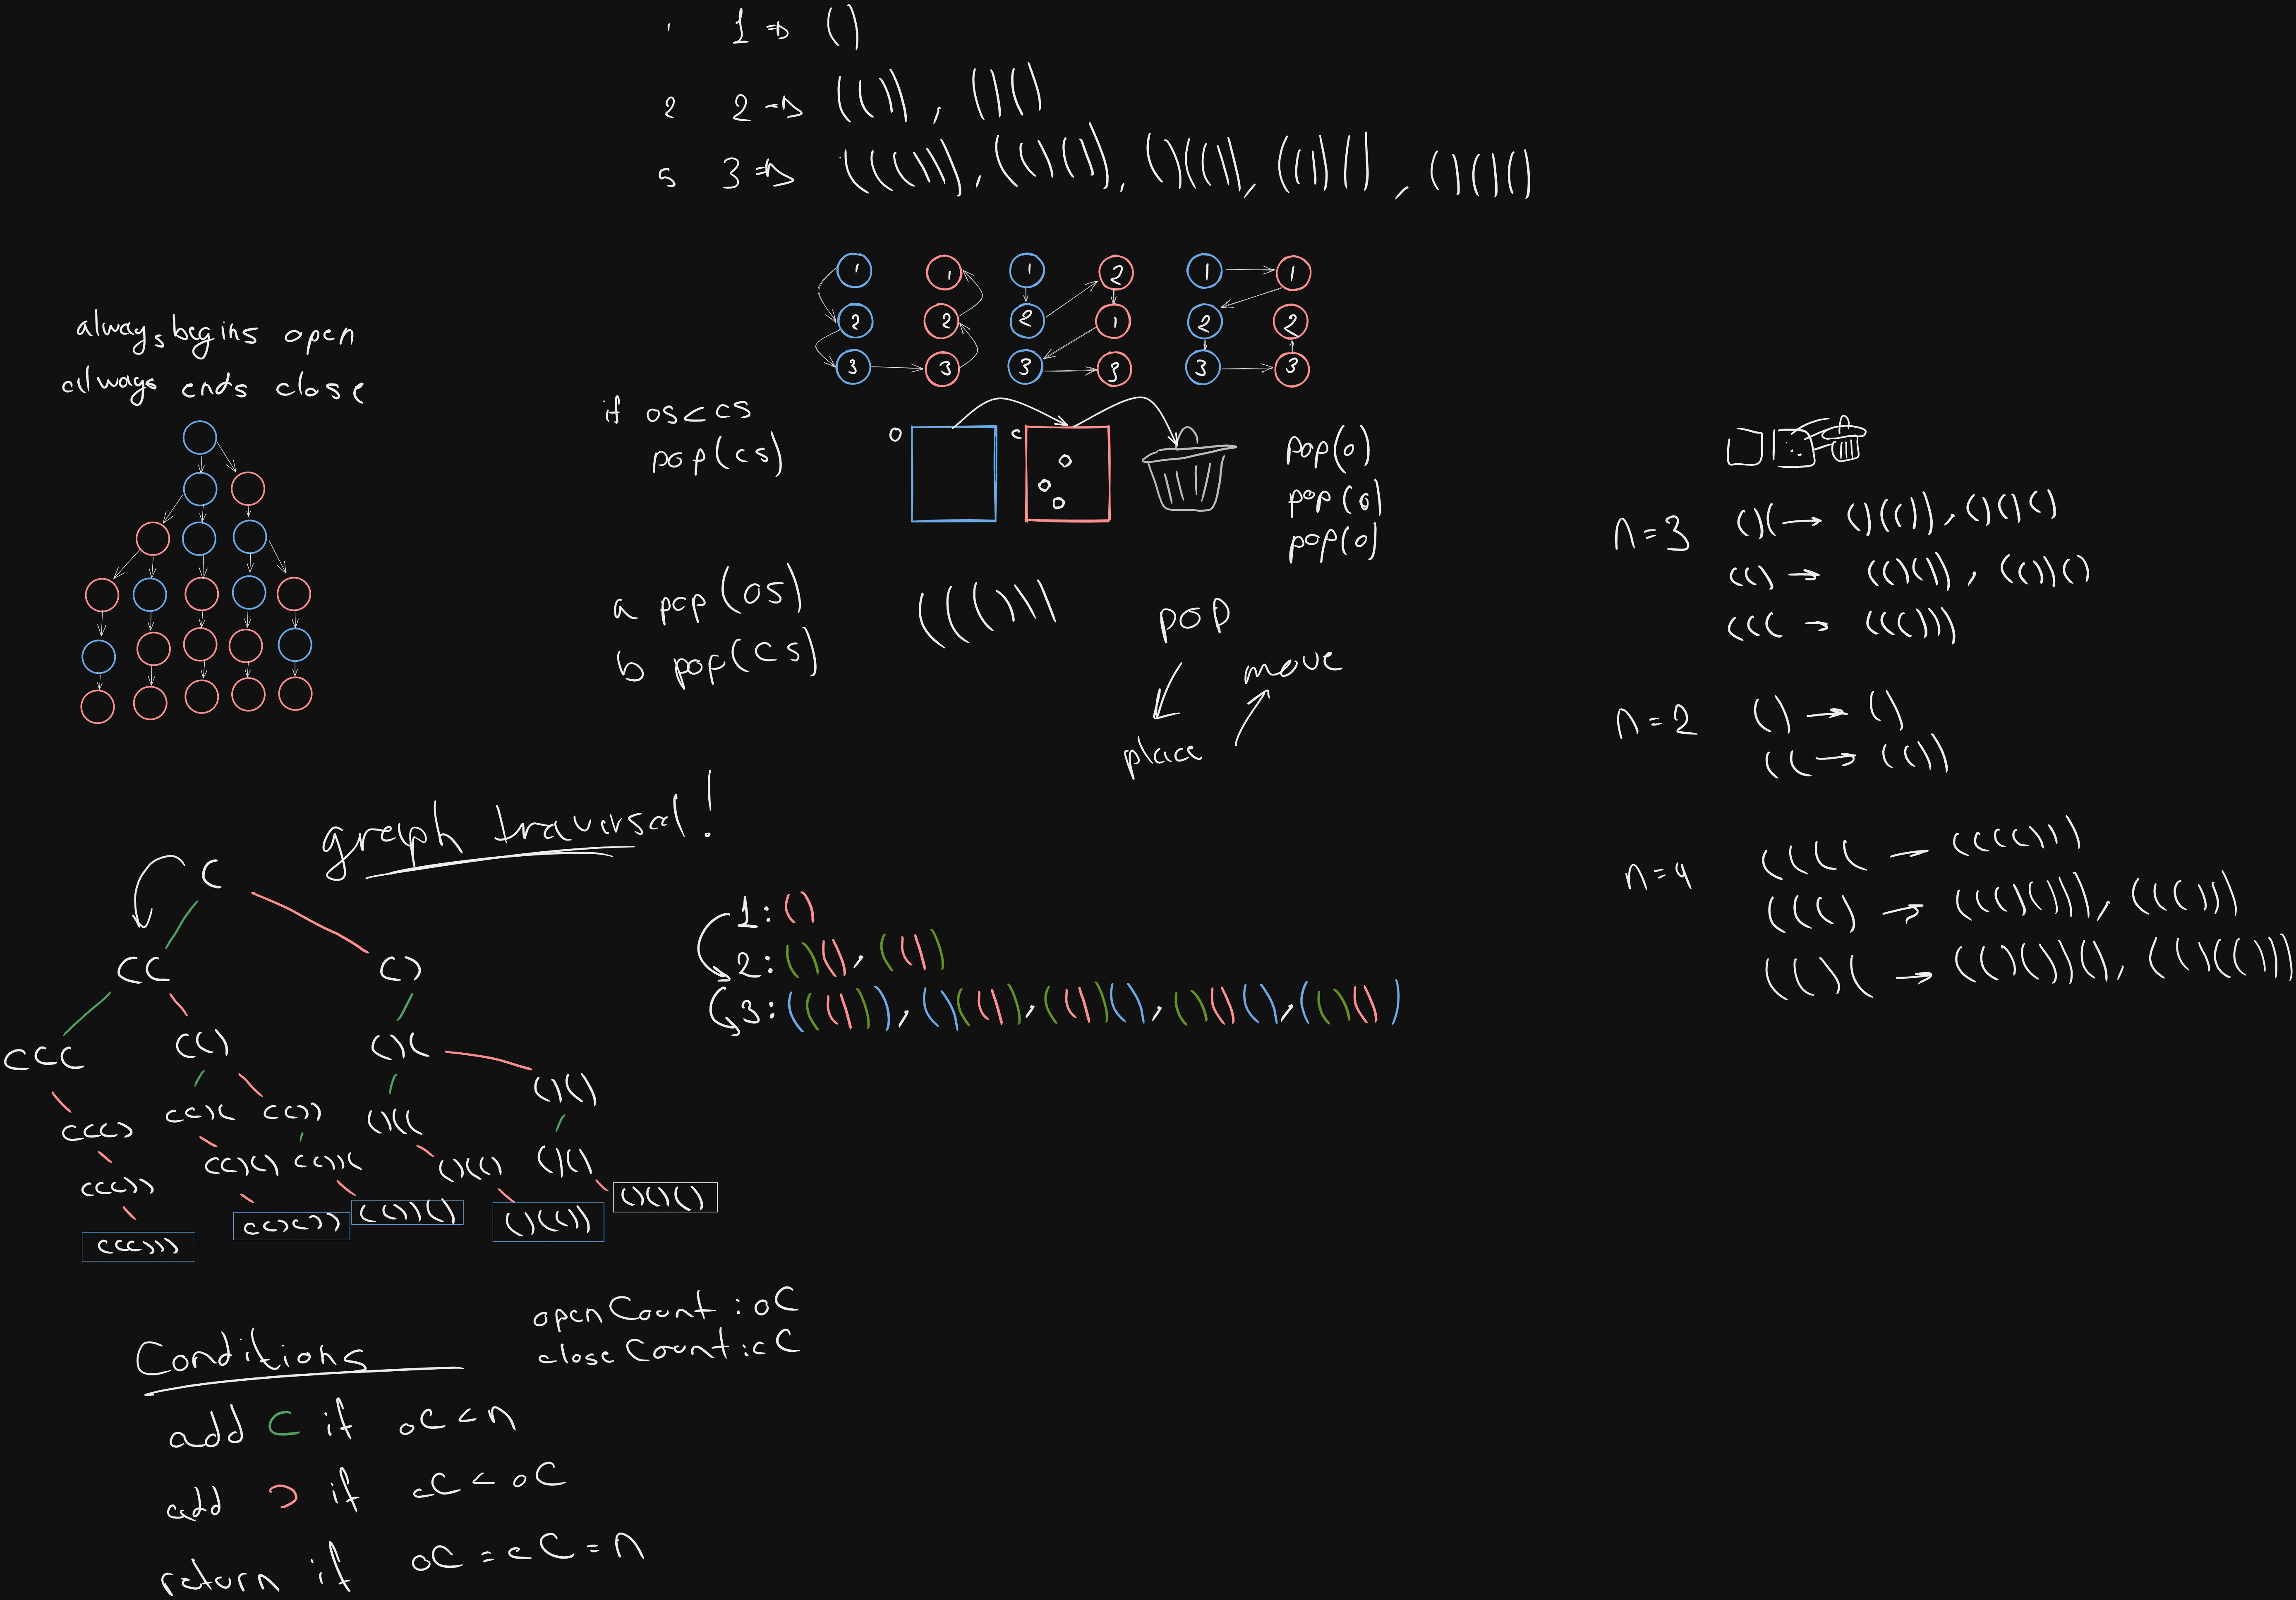 1 => ()
2 2 => (()), ()()
5 3 => ((())), (()()), ()(()), (())(), ()()()
1 1 1 2 1 1
2 2 2 1 2 2
3 3 3 3 3 3
always begins open
always ends close
if os < cs
pop(cs)
o c
pop(o)
pop(o)
pop(o)
a pop(os)
b pop(cs)
((()))
pop
place
move
n=3 ()( → ()(()), ()()()
(() → (()()), (())()
((( → ((()))
n=2 () → ()
(( → (())
n=4 (((( → (((()))
((() → ((()()))), ((()))
(()( → (()())(), (()(()))
graph traversal!
1: ()
2: ()(), (())
3: ((())), ()(()), (())(), ()()(), (()())
(
(( ()
((( (() ()(
()()
((() (()( (()) ()((
(()() (())( ()(() ()()(
((())
((())) (()()) (())() ()(()) ()()()
openCount : oC
closeCount : cC
Conditions
add ( if oC < n
add ) if cC < oC
return if oC = cC = n